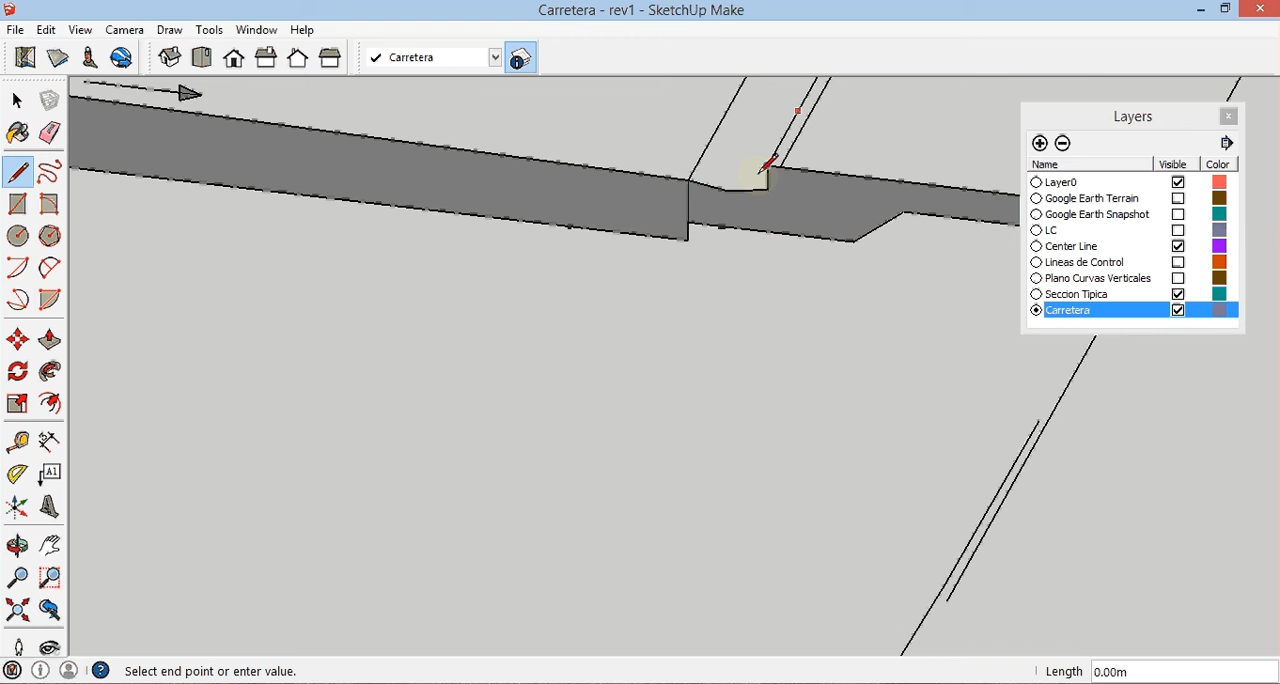 Carretera - rev1 - SketchUp Make
File Edit View Camera Draw Tools Window Help
Carretera
Layers
Name Visible Color
Layer0
Google Earth Terrain
Google Earth Snapshot
LC
Center Line
Lineas de Control
Plano Curvas Verticales
Seccion Tipica
Carretera
A1
Select end point or enter value.
Length 0.00m